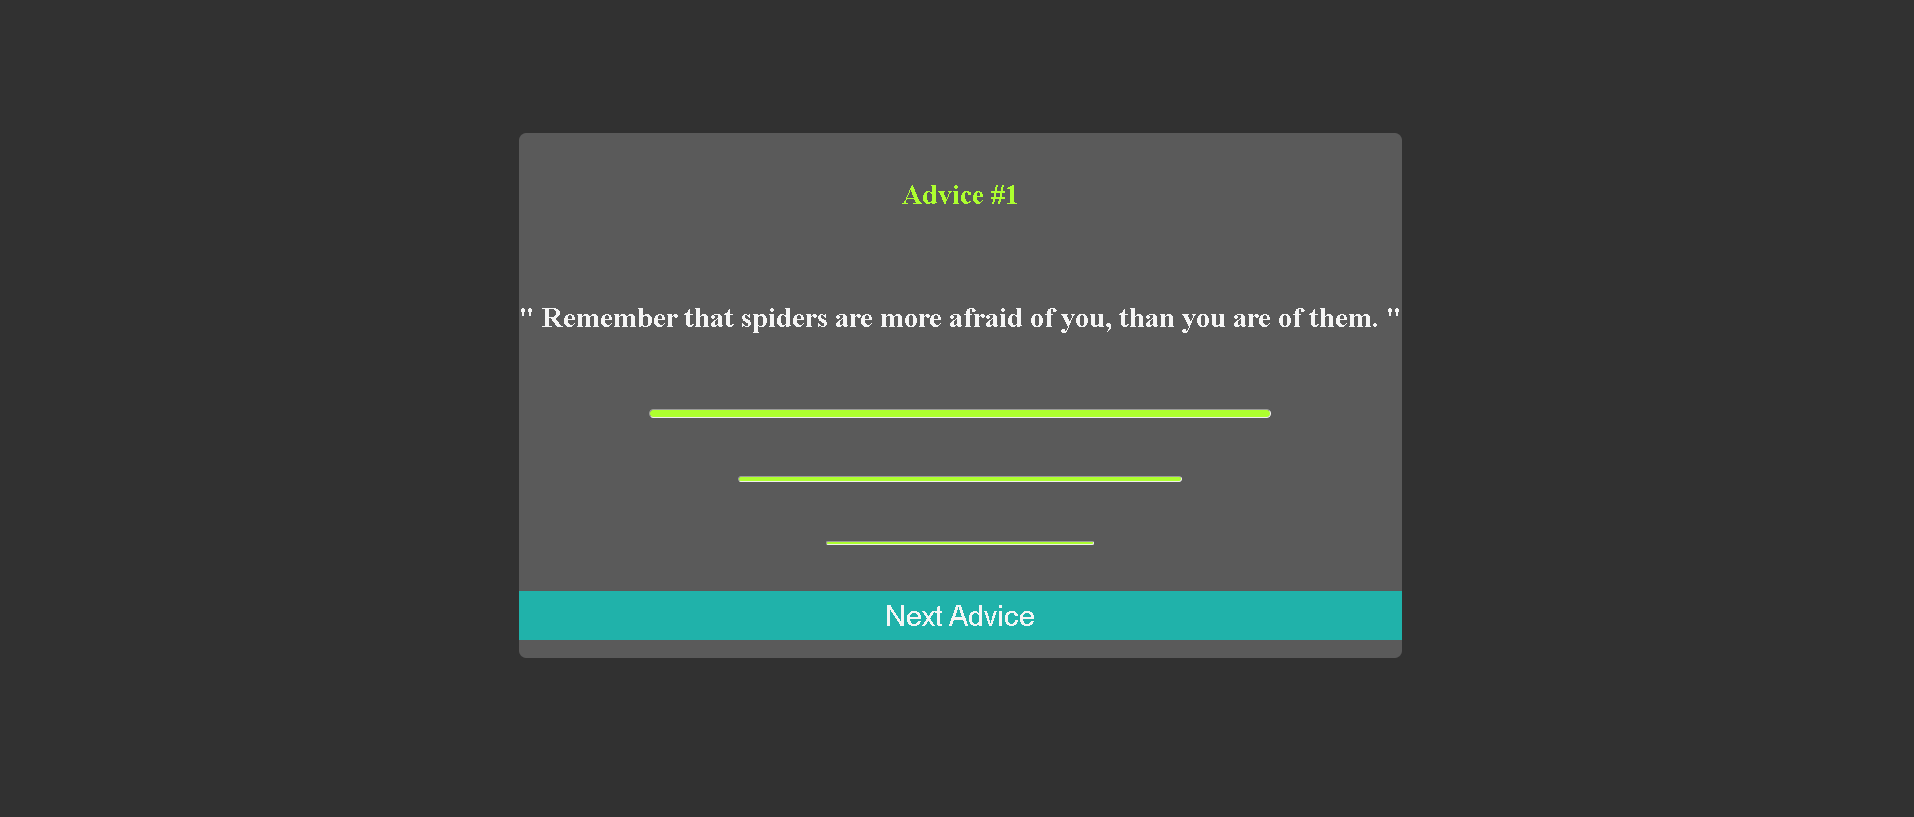 Advice #1
" Remember that spiders are more afraid of you, than you are of them. "
Next Advice